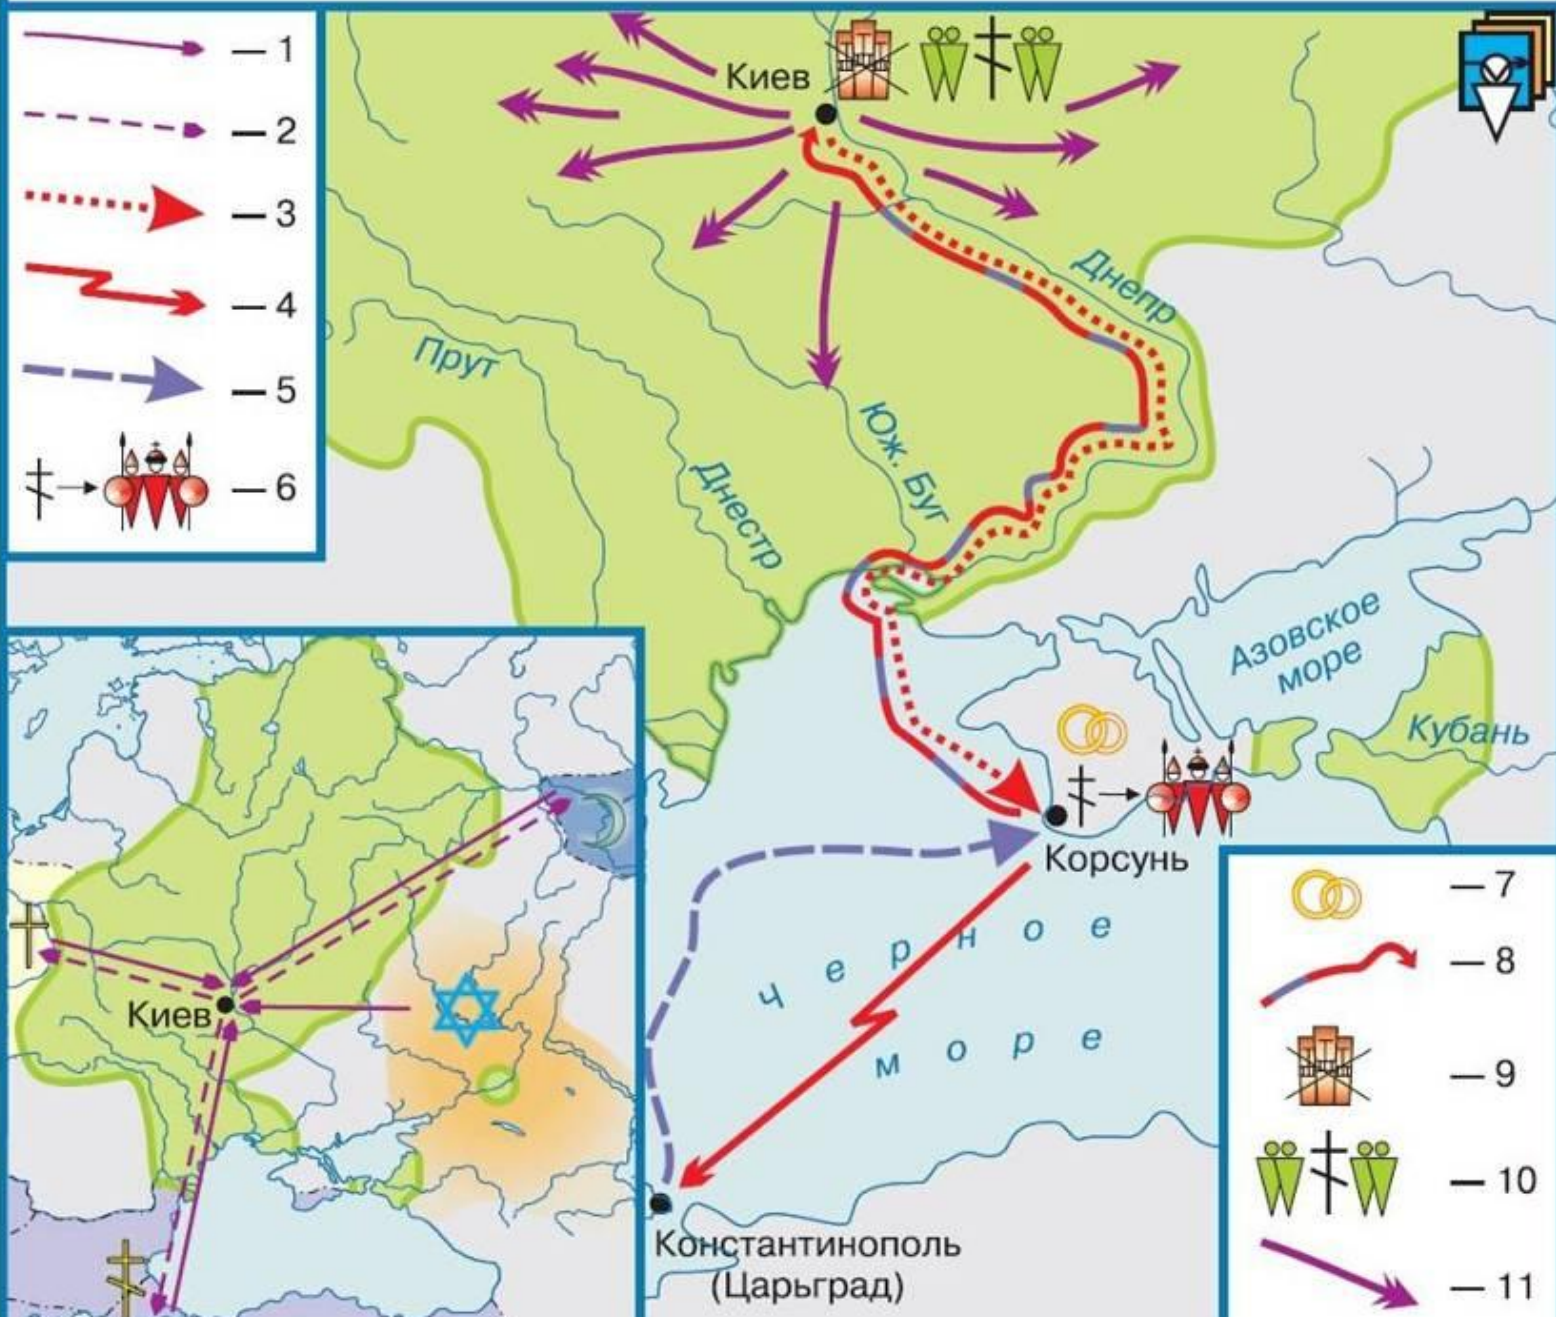 — 1
— 2
— 3
— 4
— 5
— 6
Киев
Днепр
Прут
Юж. Буг
Днестр
Азовское
море
Кубань
Корсунь
Черное
море
Константинополь
(Царьград)
Киев
— 7
— 8
— 9
— 10
— 11